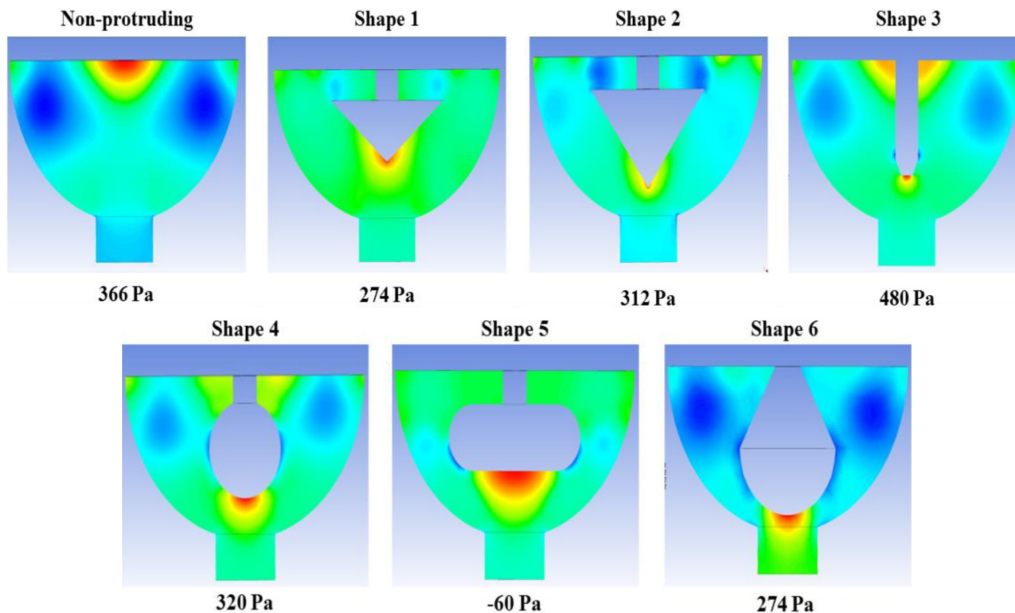 Non-protruding
Shape 1
Shape 2
Shape 3
366 Pa
274 Pa
312 Pa
480 Pa
Shape 4
Shape 5
Shape 6
320 Pa
-60 Pa
274 Pa